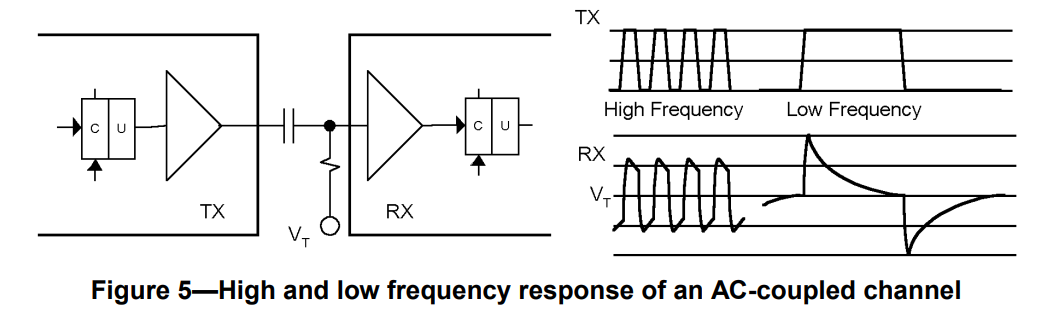 TX
High Frequency Low Frequency
C U
C U
RX
TX
RX
V_T
V_T
Figure 5—High and low frequency response of an AC-coupled channel